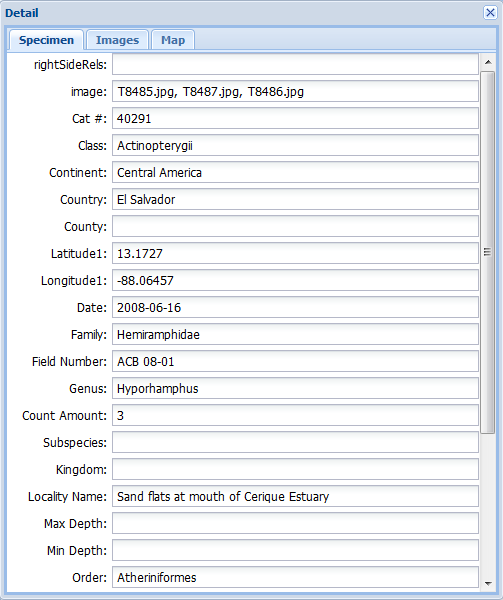 Detail
Specimen Images Map
rightSideRels:
image: T8485.jpg, T8487.jpg, T8486.jpg
Cat #: 40291
Class: Actinopterygii
Continent: Central America
Country: El Salvador
County:
Latitude1: 13.1727
Longitude1: -88.06457
Date: 2008-06-16
Family: Hemiramphidae
Field Number: ACB 08-01
Genus: Hyporhamphus
Count Amount: 3
Subspecies:
Kingdom:
Locality Name: Sand flats at mouth of Cerique Estuary
Max Depth:
Min Depth:
Order: Atheriniformes